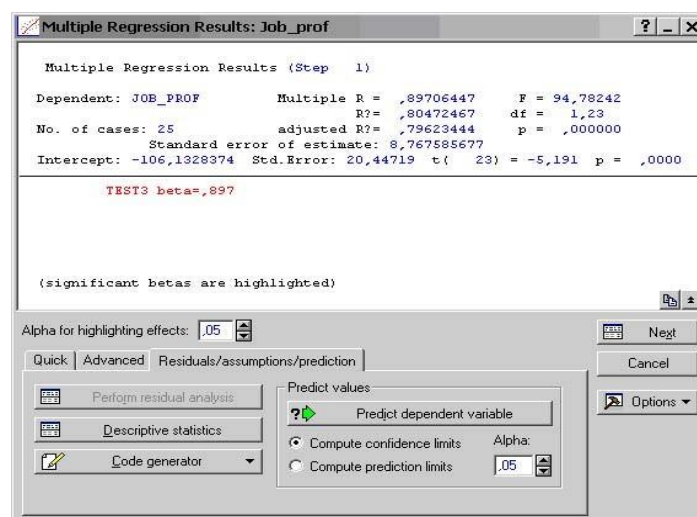 Multiple Regression Results: Job_prof
Multiple Regression Results (Step 1)
Dependent: JOB_PROF Multiple R = ,89706447 F = 94,78242
R?= ,80472467 df = 1,23
No. of cases: 25 adjusted R?= ,79623444 p = ,000000
Standard error of estimate: 8,767585677
Intercept: -106,1328374 Std.Error: 20,44719 t( 23) = -5,191 p = ,0000
TEST3 beta=,897
(significant betas are highlighted)
Alpha for highlighting effects: ,05
Next
Quick Advanced Residuals/assumptions/prediction
Cancel
Perform residual analysis
Predict values
Predict dependent variable
Options
Descriptive statistics
Compute confidence limits Alpha:
Code generator
Compute prediction limits ,05